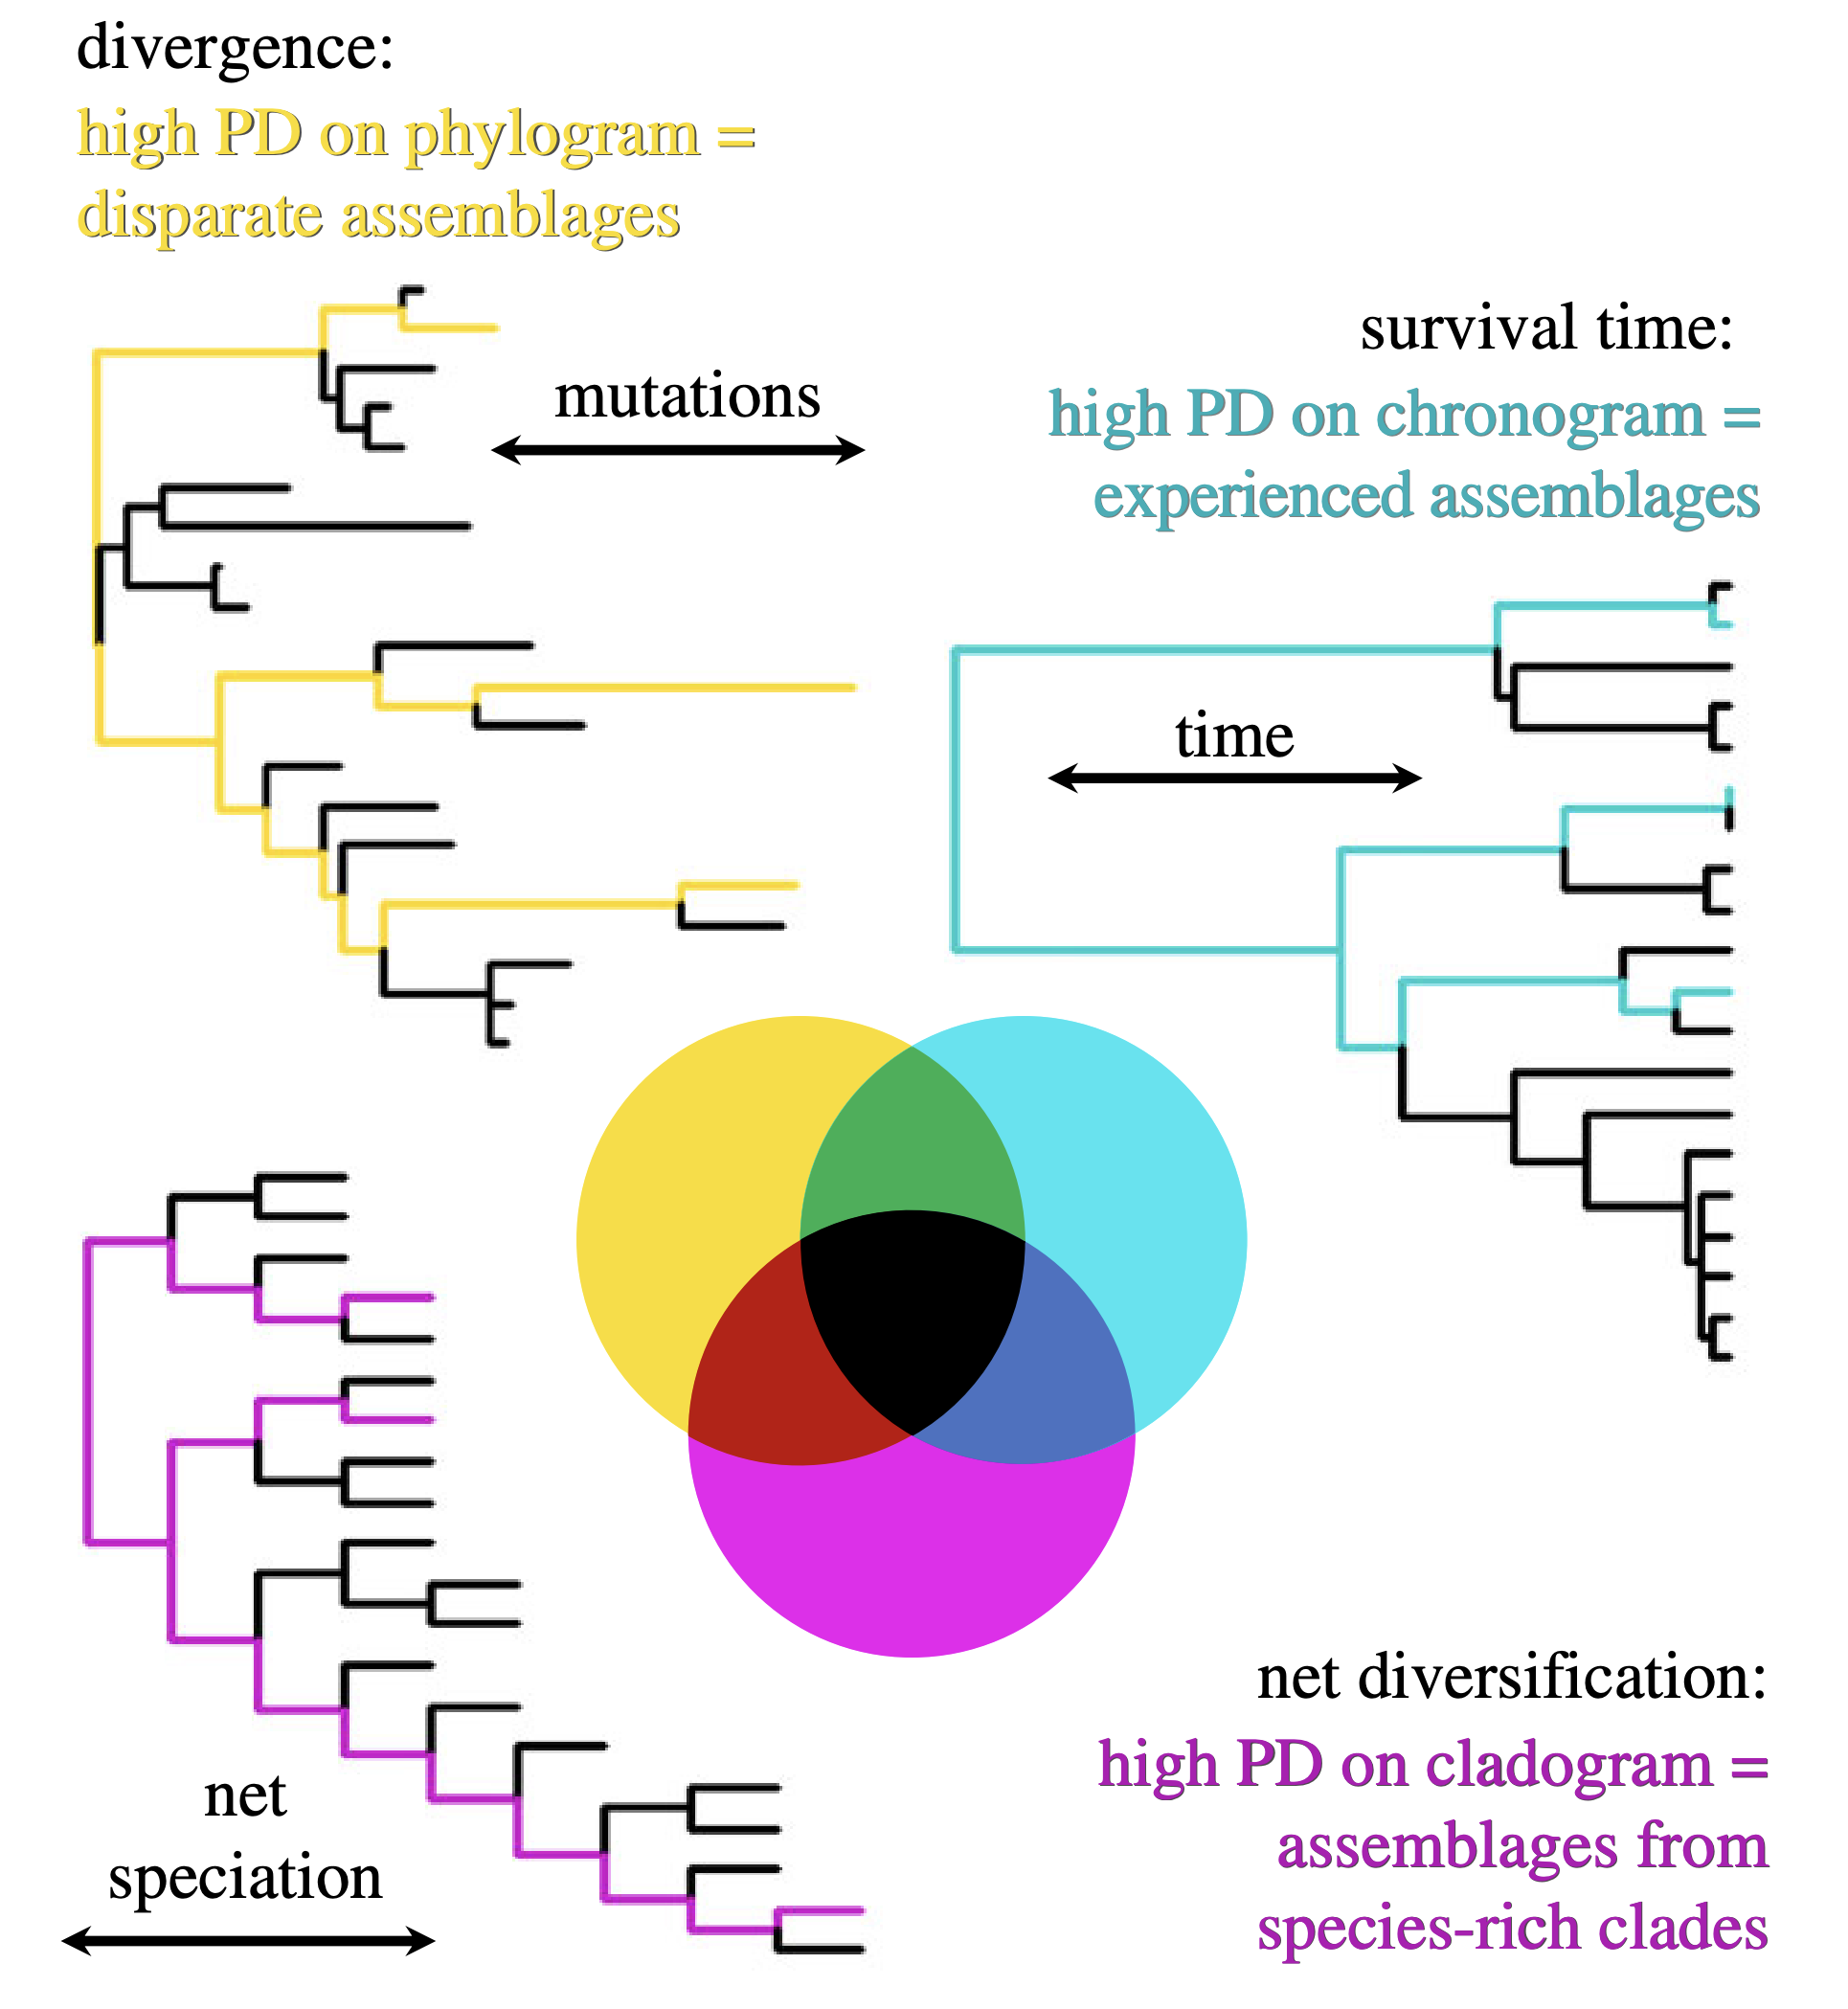 divergence:
high PD on phylogram =
disparate assemblages
mutations
survival time:
high PD on chronogram =
experienced assemblages
time
net
speciation
net diversification:
high PD on cladogram =
assemblages from
species-rich clades